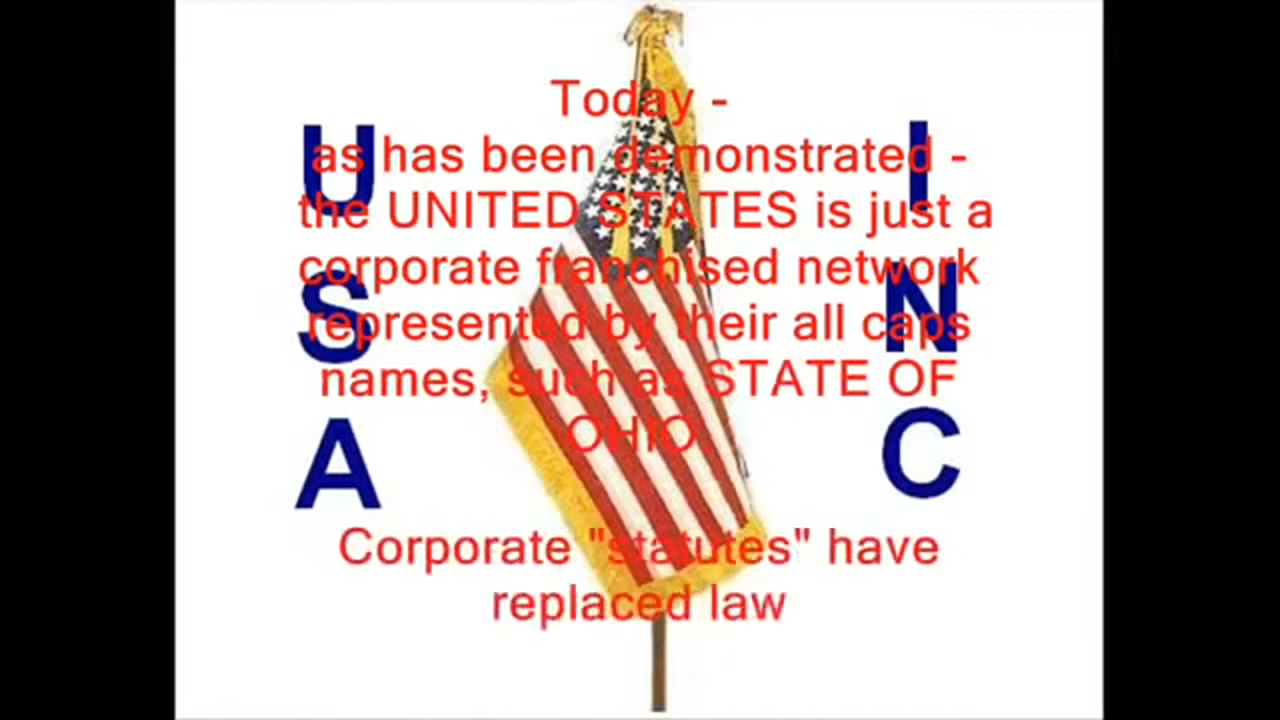 Today -
as has been demonstrated -
the UNITED STATES is just a
corporate franchised network
represented by their all caps
names, such as STATE OF
OHIO
Corporate "statutes" have
replaced law
U
S
A
I
N
C